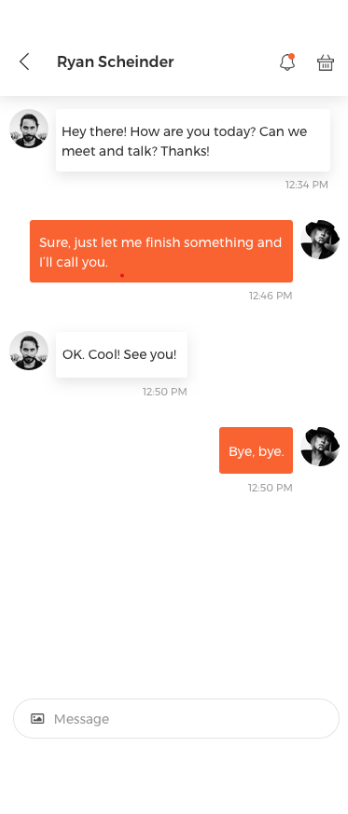 Ryan Scheinder
Hey there! How are you today? Can we
meet and talk? Thanks!
12:34 PM
Sure, just let me finish something and
I’ll call you.
12:46 PM
OK. Cool! See you!
12:50 PM
Bye, bye.
12:50 PM
Message